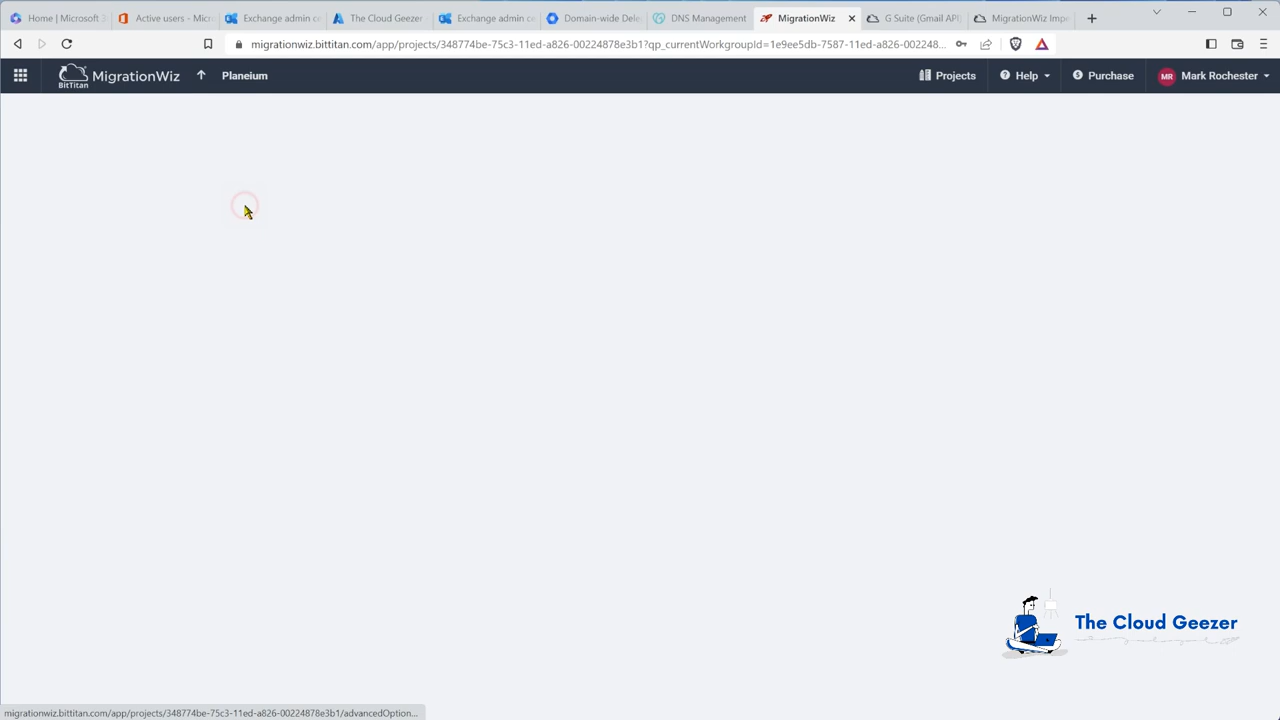 Home | Microsoft 3
Active users - Micro
Exchange admin ce
The Cloud Geezer
Exchange admin ce
Domain-wide Dele
DNS Management
MigrationWiz
G Suite (Gmail API)
MigrationWiz Impe
migrationwiz.bittitan.com/app/projects/348774be-75c3-11ed-a826-00224878e3b1?qp_currentWorkgroupId=1e9ee5db-7587-11ed-a826-002248...
BitTitan
MigrationWiz
Planeium
Projects
Help
Purchase
MR
Mark Rochester
The Cloud Geezer
migrationwiz.bittitan.com/app/projects/348774be-75c3-11ed-a826-00224878e3b1/advancedOption...